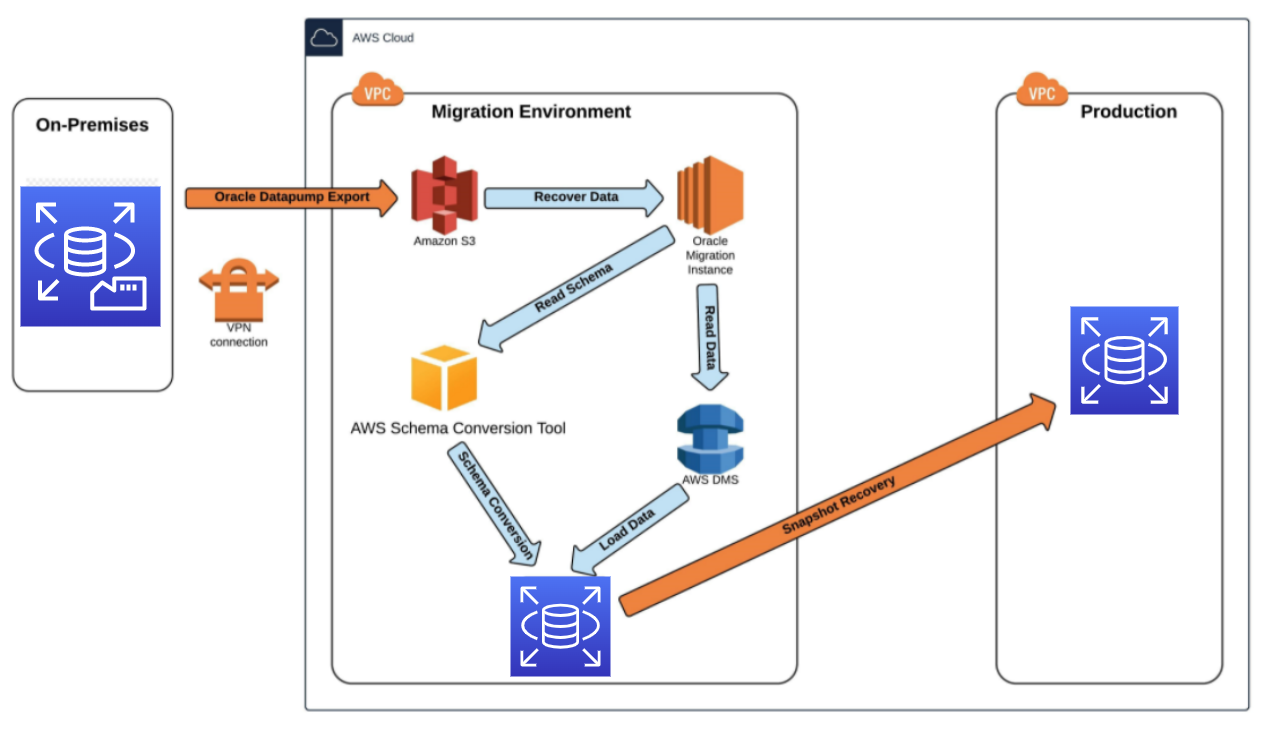 AWS Cloud
VPC
Migration Environment
VPC
Production
On-Premises
Oracle Datapump Export
Recover Data
Amazon S3
Oracle
Migration
Instance
VPN
connection
Read Schema
Read Data
AWS Schema Conversion Tool
Schema Conversion
AWS DMS
Load Data
Snapshot Recovery